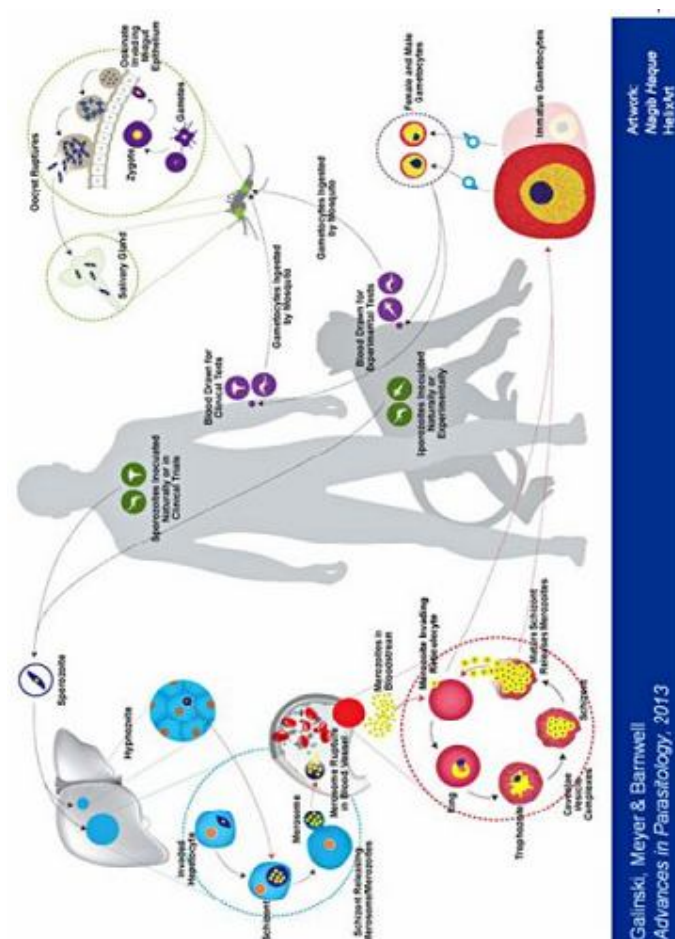 Oocyst Ruptures
Ookinete
Invading
Midgut
Epithelium
Zygote
Gametes
Salivary Gland
Gametocytes Ingested
by Mosquito
Gametocytes Ingested
by Mosquito
Female and Male
Gametocytes
Immature Gametocytes
Blood Drawn for
Clinical Tests
Blood Drawn for
Experimental Tests
Sporozoites Inoculated
Naturally or in
Clinical Trials
Sporozoites Inoculated
Naturally or
Experimentally
Sporozoite
Hypnozoite
Invaded
Hepatocyte
Schizont
Merosome
Schizont Releasing
Merosome/Merozoites
Merosome Rupture
in Blood Vessel
Merozoites in
Bloodstream
Merozoite Invading
Reticulocyte
Ring
Trophozoite
Caveolae
Vesicle
Complexes
Schizont
Mature Schizont
Releases Merozoites
Galinski, Meyer & Barnwell
Advances in Parasitology, 2013
Artwork:
Nagib Haque
HelixArt